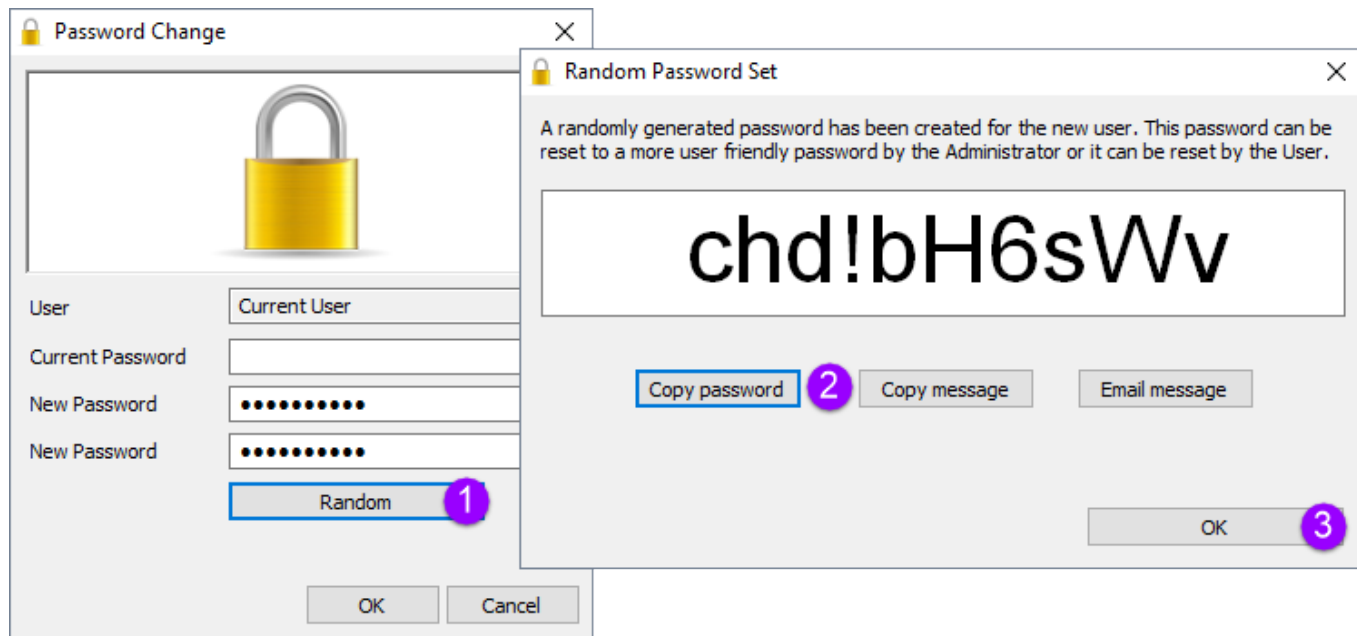 Password Change
User
Current User
Current Password
New Password
••••••••••
New Password
••••••••••
Random
1
OK
Cancel
Random Password Set
A randomly generated password has been created for the new user. This password can be
reset to a more user friendly password by the Administrator or it can be reset by the User.
chd!bH6sWv
Copy password
2
Copy message
Email message
OK
3